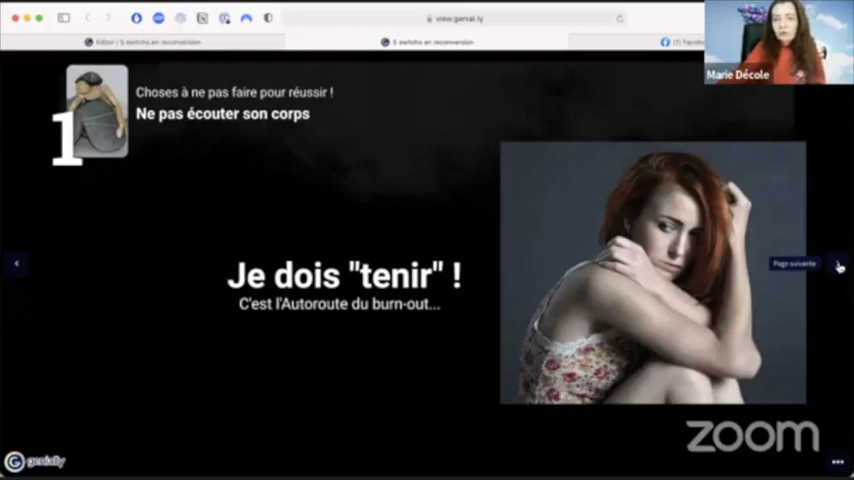 view.genial.ly
Editor | 5 switchs en reconversion
5 switchs en reconversion
(1) Facebo
Marie Décole
1
Choses à ne pas faire pour réussir !
Ne pas écouter son corps
Je dois "tenir" !
C'est l'Autoroute du burn-out...
Page suivante
zoom
genially